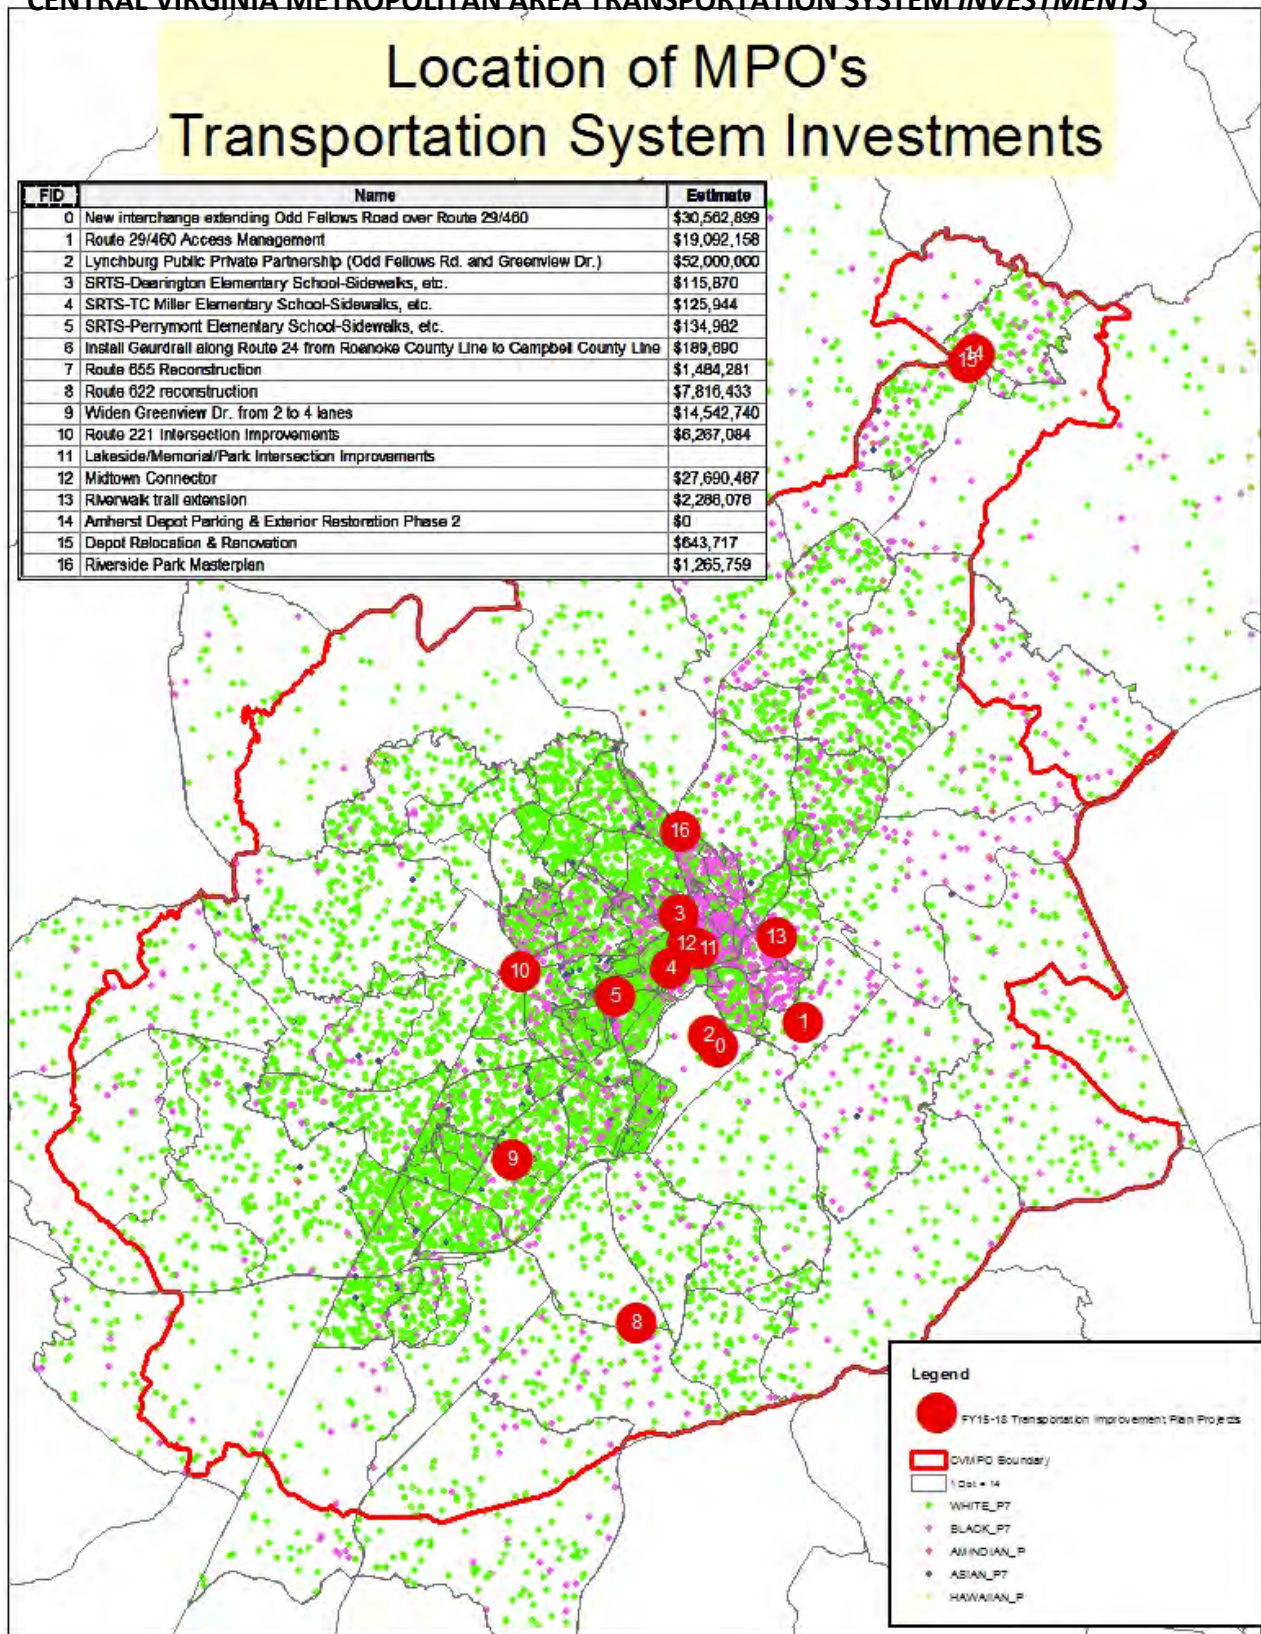 CENTRAL VIRGINIA METROPOLITAN AREA TRANSPORTATION SYSTEM INVESTMENTS
Location of MPO's
Transportation System Investments
FID Name Estimate
0 New interchange extending Odd Fellows Road over Route 29/460 $30,562,899
1 Route 29/460 Access Management $19,092,158
2 Lynchburg Public Private Partnership (Odd Fellows Rd. and Greenview Dr.) $52,000,000
3 SRTS-Dearington Elementary School-Sidewalks, etc. $115,870
4 SRTS-TC Miller Elementary School-Sidewalks, etc. $125,944
5 SRTS-Perrymont Elementary School-Sidewalks, etc. $134,982
6 Install Gaurdrail along Route 24 from Roanoke County Line to Campbell County Line $189,690
7 Route 655 Reconstruction $1,484,281
8 Route 622 reconstruction $7,816,433
9 Widen Greenview Dr. from 2 to 4 lanes $14,542,740
10 Route 221 Intersection Improvements $6,267,084
11 Lakeside/Memorial/Park Intersection Improvements
12 Midtown Connector $27,690,487
13 Riverwalk trail extension $2,286,076
14 Amherst Depot Parking & Exterior Restoration Phase 2 $0
15 Depot Relocation & Renovation $643,717
16 Riverside Park Masterplan $1,265,759
14
15
16
3
12 11
13
4
10
5
1
2
0
9
8
Legend
FY15-18 Transportation Improvement Plan Projects
CVMPO Boundary
1 Dot = 14
WHITE_P7
BLACK_P7
AMINDIAN_P
ASIAN_P7
HAWAIIAN_P